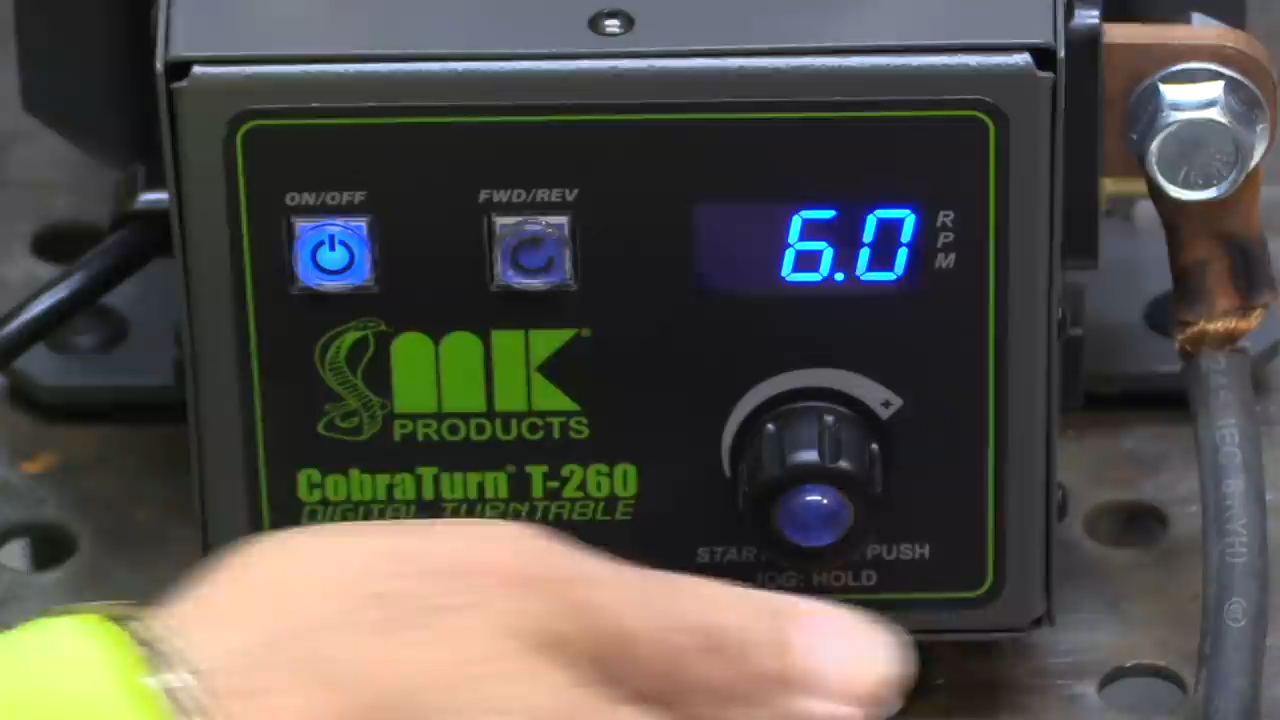 ON/OFF
FWD/REV
6.0
RPM
MK®
PRODUCTS
CobraTurn® T-260
DIGITAL TURNTABLE
+
PUSH
JOG: HOLD